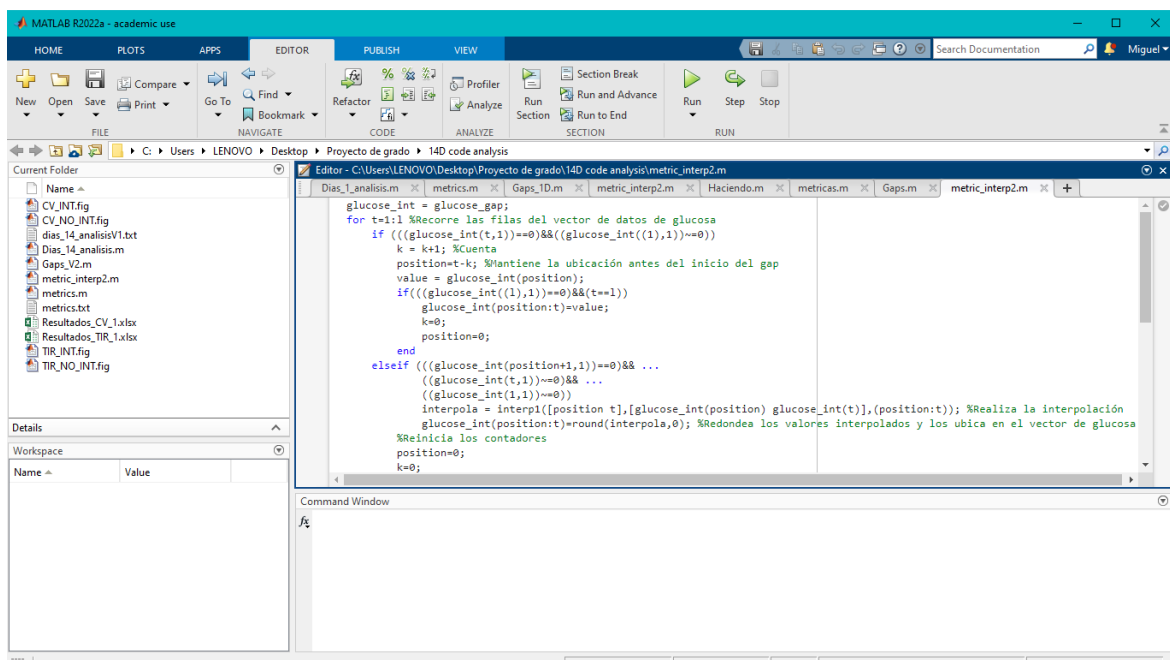 MATLAB R2022a - academic use
HOME PLOTS APPS EDITOR PUBLISH VIEW Search Documentation Miguel
New Open Save Compare Print Go To Find Bookmark Refactor Profiler Analyze Run Section Section Break Run and Advance Run to End Run Step Stop
FILE NAVIGATE CODE ANALYZE SECTION RUN
C: Users LENOVO Desktop Proyecto de grado 14D code analysis
Current Folder
Name
CV_INT.fig
CV_NO_INT.fig
dias_14_analisisV1.txt
Dias_14_analisis.m
Gaps_V2.m
metric_interp2.m
metrics.m
metrics.txt
Resultados_CV_1.xlsx
Resultados_TIR_1.xlsx
TIR_INT.fig
TIR_NO_INT.fig
Details
Workspace
Name Value
Editor - C:\Users\LENOVO\Desktop\Proyecto de grado\14D code analysis\metric_interp2.m
Dias_1_analisis.m metrics.m Gaps_1D.m metric_interp2.m Haciendo.m metricas.m Gaps.m metric_interp2.m +
glucose_int = glucose_gap;
for t=1:l %Recorre las filas del vector de datos de glucosa
if (((glucose_int(t,1))==0)&&((glucose_int((1),1))~=0))
k = k+1; %Cuenta
position=t-k; %Mantiene la ubicación antes del inicio del gap
value = glucose_int(position);
if(((glucose_int((l),1))==0)&&(t==l))
glucose_int(position:t)=value;
k=0;
position=0;
end
elseif (((glucose_int(position+1,1))==0)&& ...
((glucose_int(t,1))~=0)&& ...
((glucose_int(1,1))~=0))
interpola = interp1([position t],[glucose_int(position) glucose_int(t)],(position:t)); %Realiza la interpolación
glucose_int(position:t)=round(interpola,0); %Redondea los valores interpolados y los ubica en el vector de glucosa
%Reinicia los contadores
position=0;
k=0;
Command Window
fx